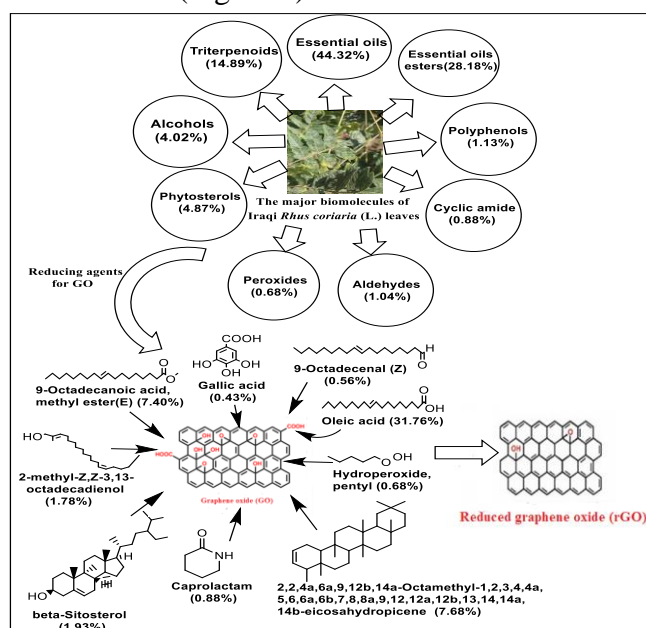 Essential oils
(44.32%)
Triterpenoids
(14.89%)
Essential oils
esters(28.18%)
Alcohols
(4.02%)
Polyphenols
(1.13%)
Phytosterols
(4.87%)
The major biomolecules of
Iraqi Rhus coriaria (L.) leaves
Cyclic amide
(0.88%)
Peroxides
(0.68%)
Aldehydes
(1.04%)
Reducing agents
for GO
COOH
HO
OH
OH
Gallic acid
(0.43%)
O
O
9-Octadecanoic acid,
methyl ester(E) (7.40%)
O
H
9-Octadecenal (Z)
(0.56%)
O
OH
Oleic acid (31.76%)
HO
2-methyl-Z,Z-3,13-
octadecadienol
(1.78%)
COOH
HOOC
Graphene oxide (GO)
O
OH
Hydroperoxide,
pentyl (0.68%)
OH
O
Reduced graphene oxide (rGO)
HO
H
beta-Sitosterol
(1.93%)
O
NH
Caprolactam
(0.88%)
2,2,4a,6a,9,12b,14a-Octamethyl-1,2,3,4,4a,
5,6,6a,6b,7,8,8a,9,12,12a,12b,13,14,14a,
14b-eicosahydropicene (7.68%)